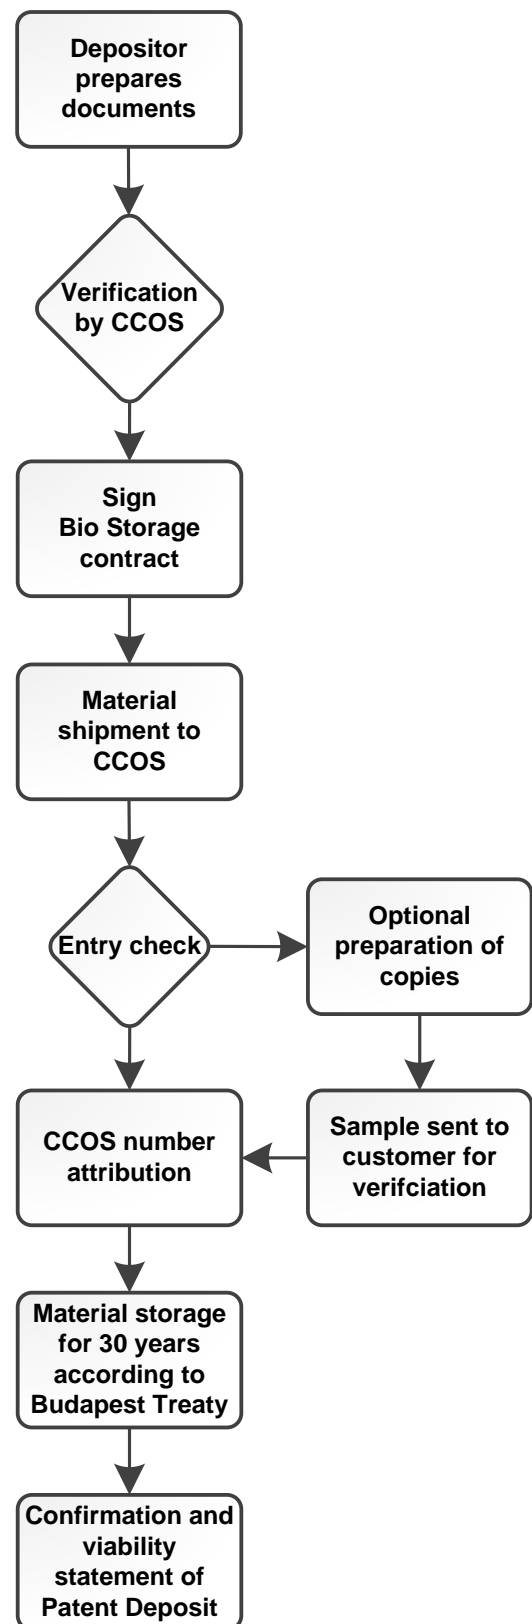 Depositor
prepares
documents
Verification
by CCOS
Sign
Bio Storage
contract
Material
shipment to
CCOS
Entry check
Optional
preparation of
copies
CCOS number
attribution
Sample sent to
customer for
verifciation
Material storage
for 30 years
according to
Budapest Treaty
Confirmation and
viability
statement of
Patent Deposit